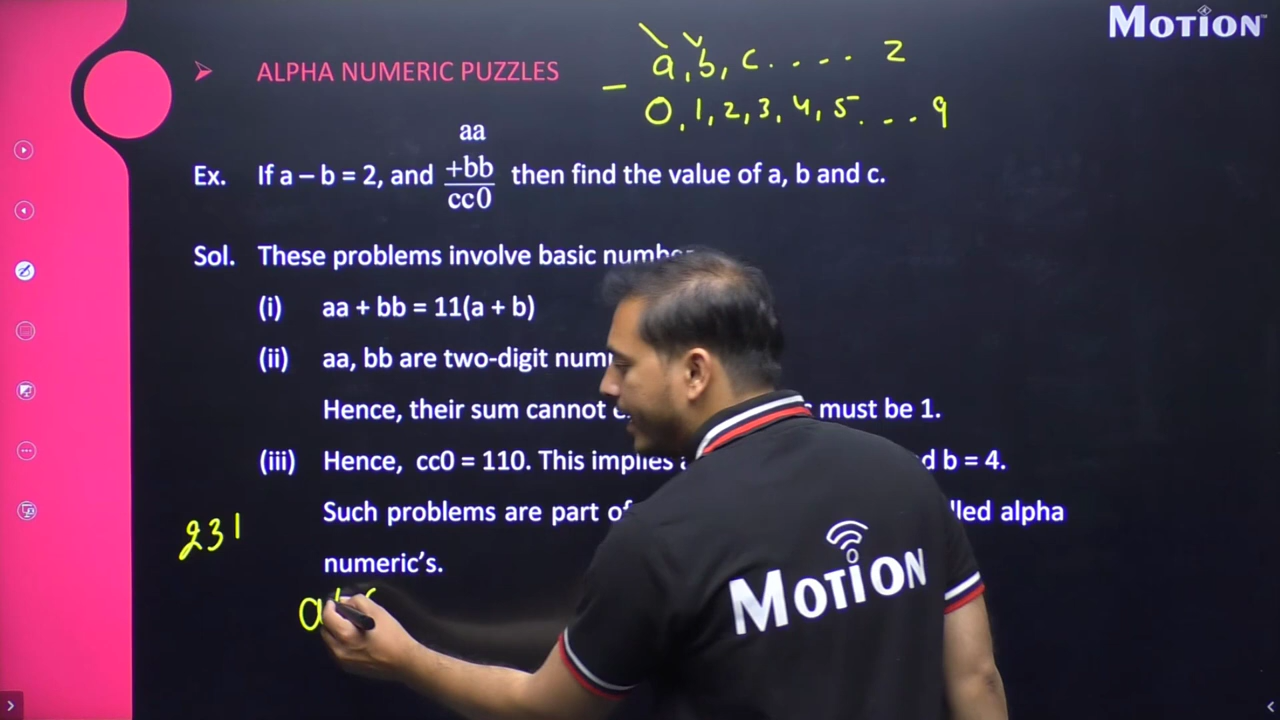 MOTION
a, b, c . . . . z
– 0, 1, 2, 3, 4, 5 . . . 9
➢ ALPHA NUMERIC PUZZLES
aa
Ex. If a – b = 2, and +bb then find the value of a, b and c.
cc0
Sol. These problems involve basic number
(i) aa + bb = 11(a + b)
(ii) aa, bb are two-digit
Hence, their sum cannot must be 1.
(iii) Hence, cc0 = 110. This implies b = 4.
Such problems are part of alpha
numeric's.
231
a
MOTION